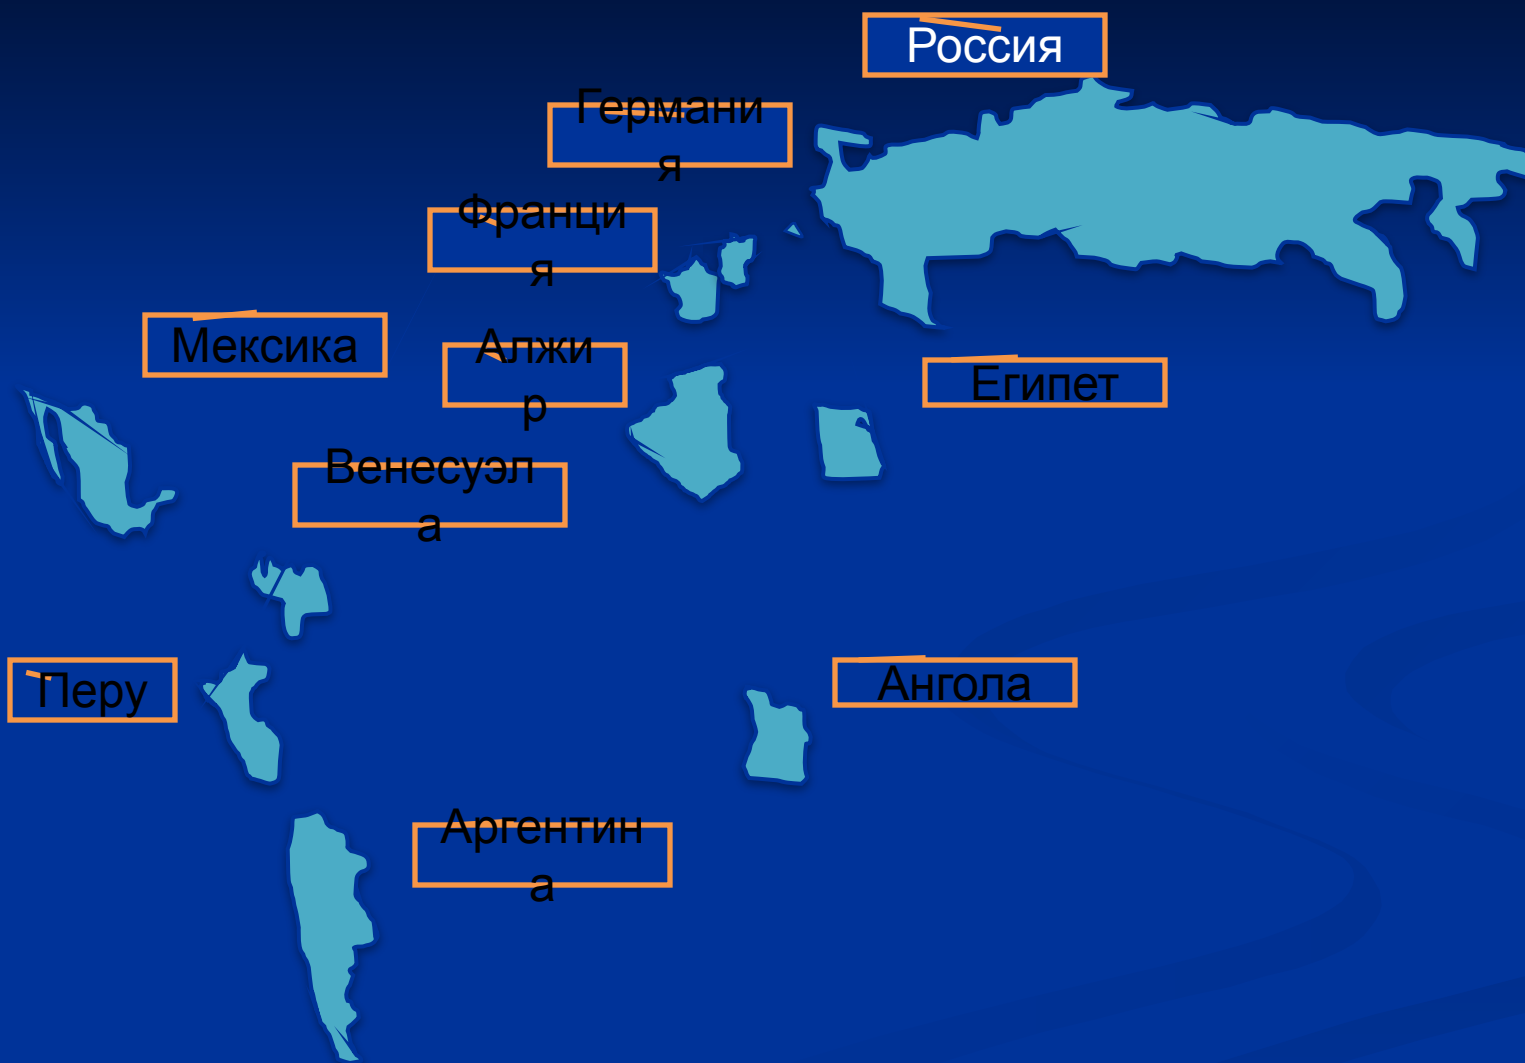 Россия
Германи
я
Франци
я
Мексика
Алжи
р
Египет
Венесуэл
а
Перу
Ангола
Аргентин
а